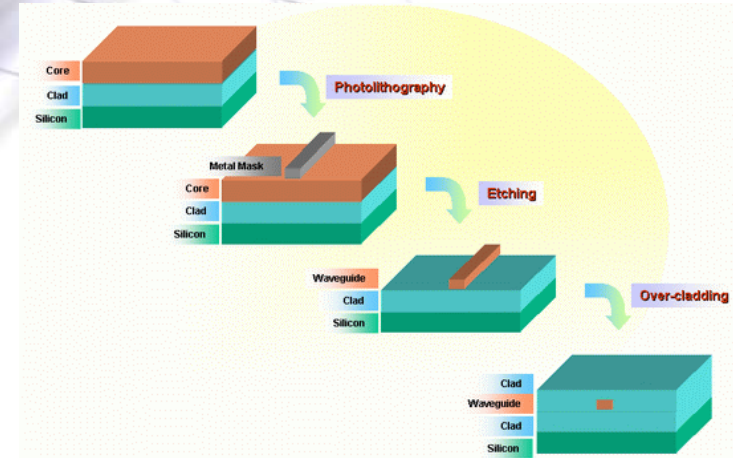 Core
Clad
Silicon
Photolithography
Metal Mask
Core
Clad
Silicon
Etching
Waveguide
Clad
Silicon
Over-cladding
Clad
Waveguide
Clad
Silicon